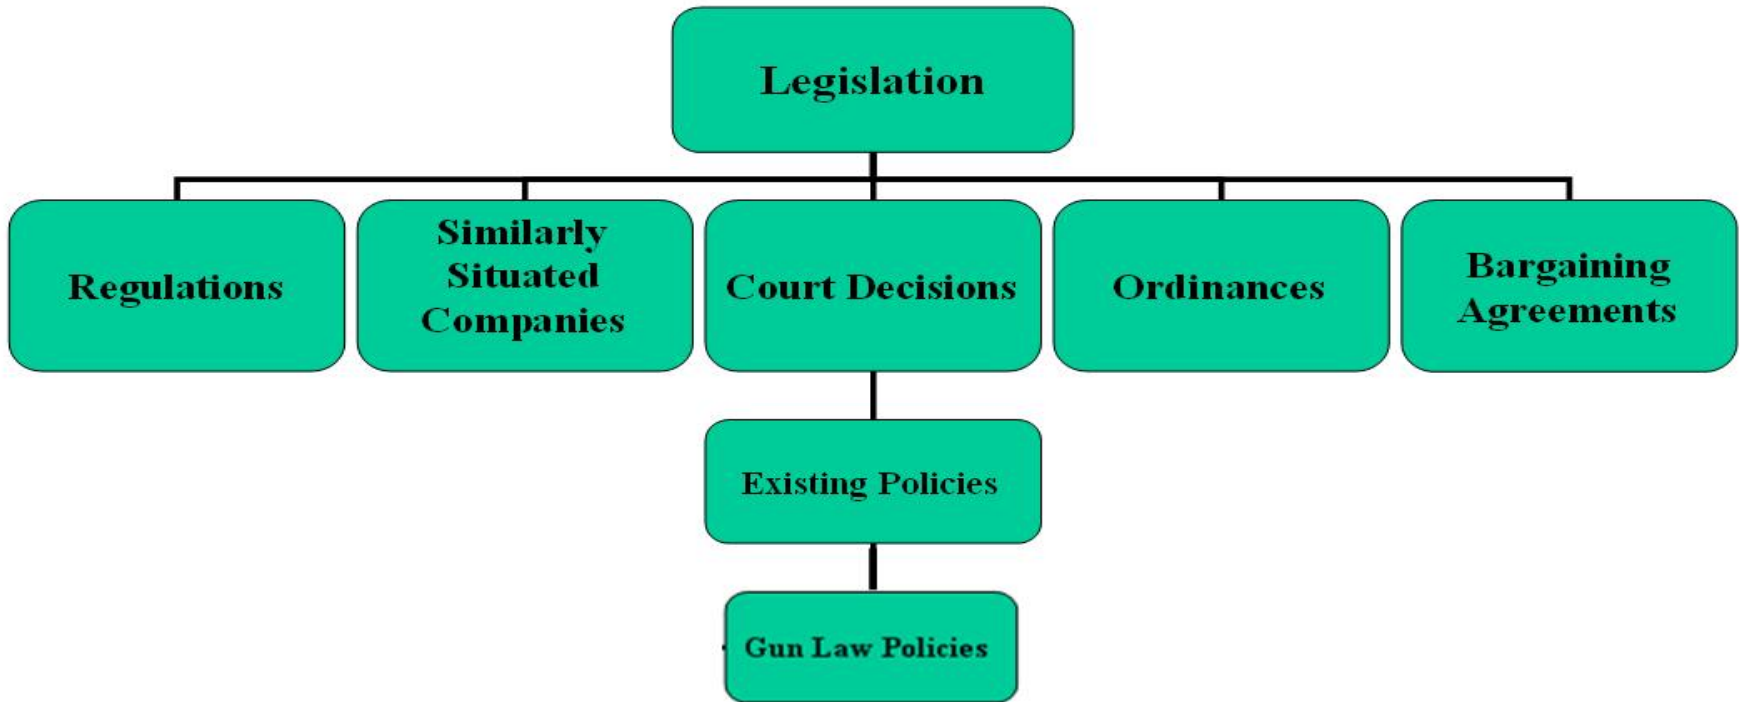 Legislation
Regulations
Similarly
Situated
Companies
Court Decisions
Ordinances
Bargaining
Agreements
Existing Policies
Gun Law Policies